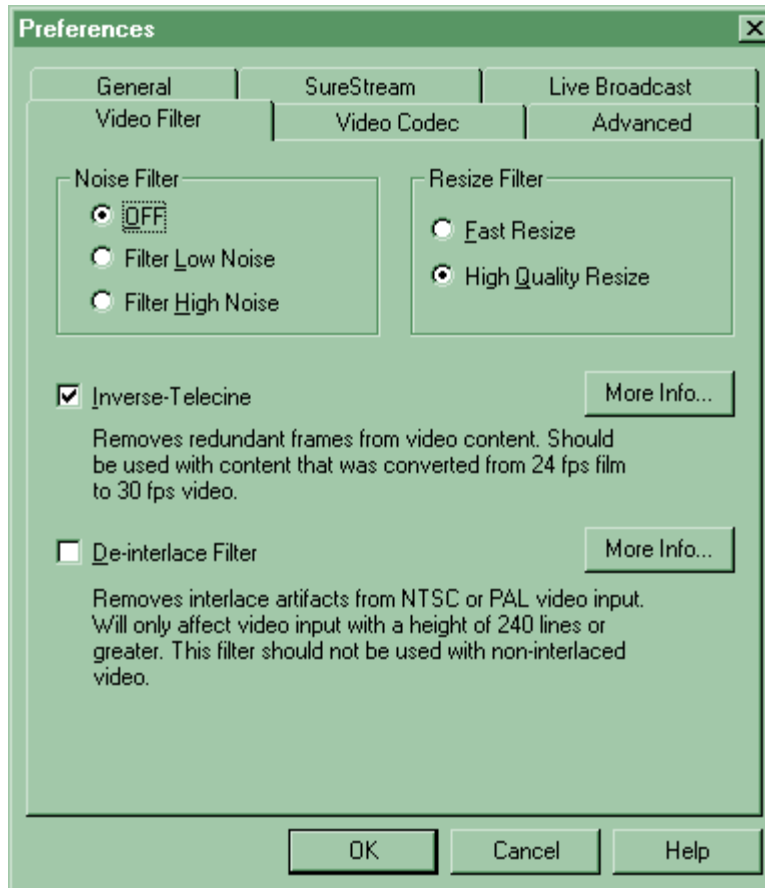 Preferences
General SureStream Live Broadcast
Video Filter Video Codec Advanced
Noise Filter Resize Filter
OFF
Fast Resize
Filter Low Noise
High Quality Resize
Filter High Noise
Inverse-Telecine More Info...
Removes redundant frames from video content. Should
be used with content that was converted from 24 fps film
to 30 fps video.
De-interlace Filter More Info...
Removes interlace artifacts from NTSC or PAL video input.
Will only affect video input with a height of 240 lines or
greater. This filter should not be used with non-interlaced
video.
OK Cancel Help